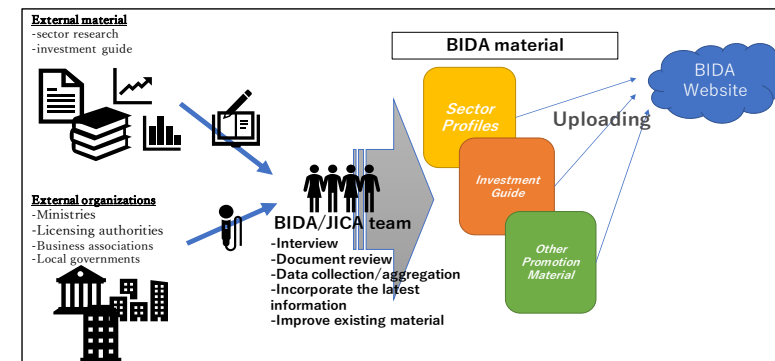 External material
-sector research
-investment guide
External organizations
-Ministries
-Licensing authorities
-Business associations
-Local governments
BIDA/JICA team
-Interview
-Document review
-Data collection/aggregation
-Incorporate the latest
information
-Improve existing material
BIDA material
Sector
Profiles
Investment
Guide
Other
Promotion
Material
Uploading
BIDA
Website